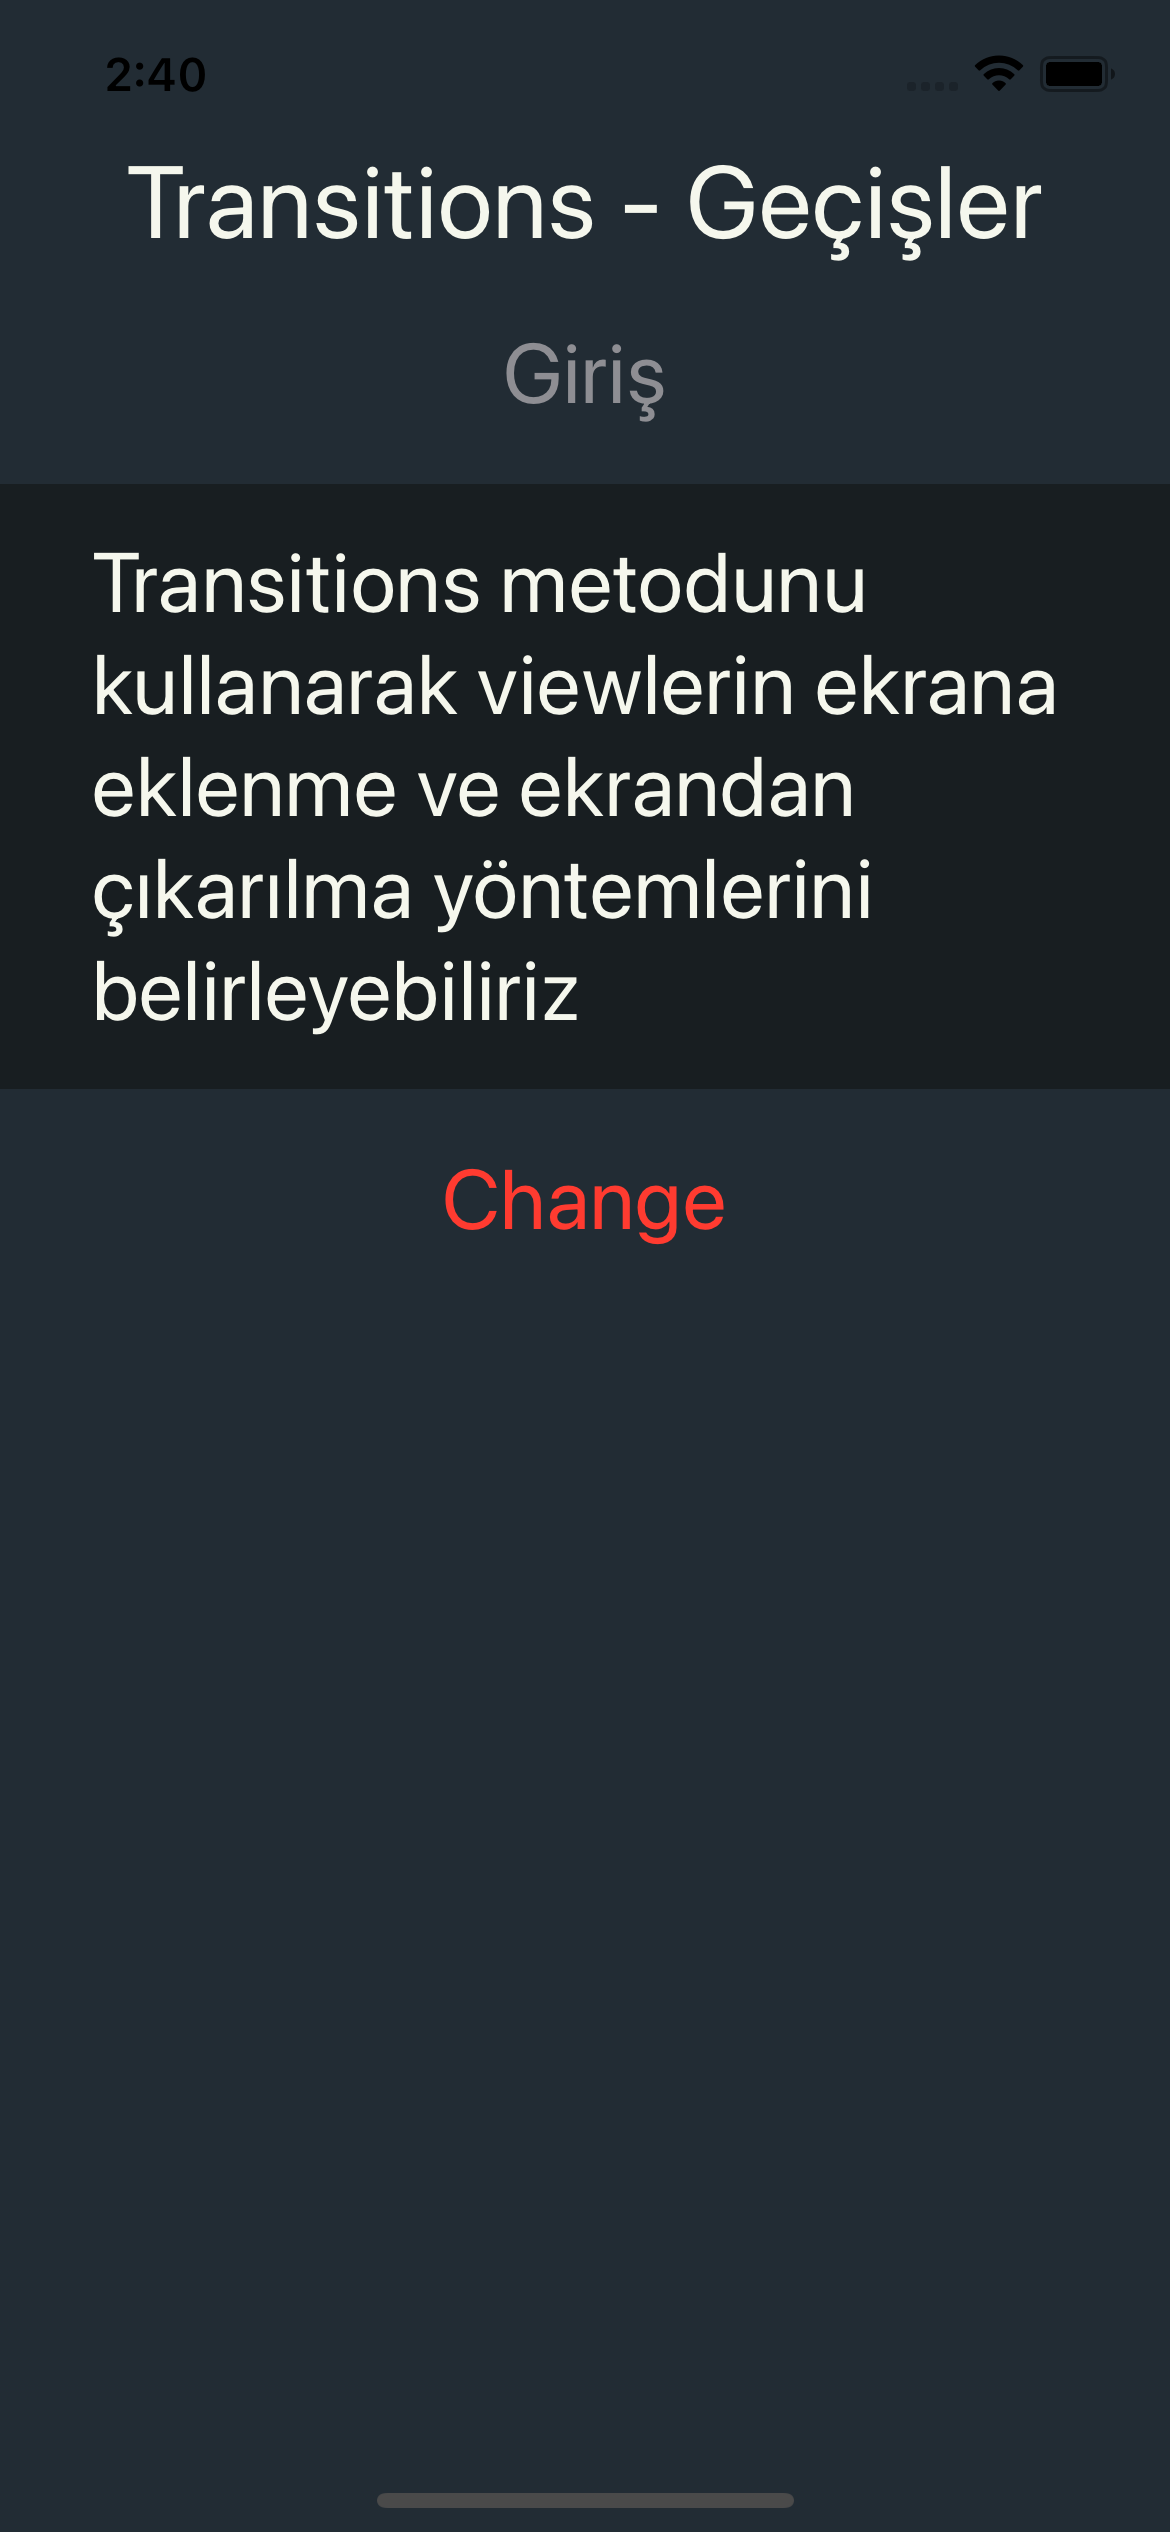 2:40
Transitions - Geçişler
Giriş
Transitions metodunu
kullanarak viewlerin ekrana
eklenme ve ekrandan
çıkarılma yöntemlerini
belirleyebiliriz
Change